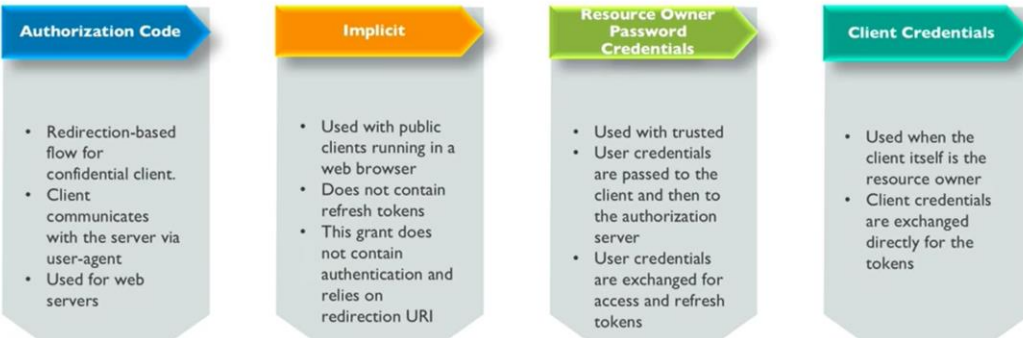 Authorization Code
• Redirection-based
flow for
confidential client.
• Client
communicates
with the server via
user-agent
• Used for web
servers
Implicit
• Used with public
clients running in a
web browser
• Does not contain
refresh tokens
• This grant does
not contain
authentication and
relies on
redirection URI
Resource Owner
Password
Credentials
• Used with trusted
• User credentials
are passed to the
client and then to
the authorization
server
• User credentials
are exchanged for
access and refresh
tokens
Client Credentials
• Used when the
client itself is the
resource owner
• Client credentials
are exchanged
directly for the
tokens